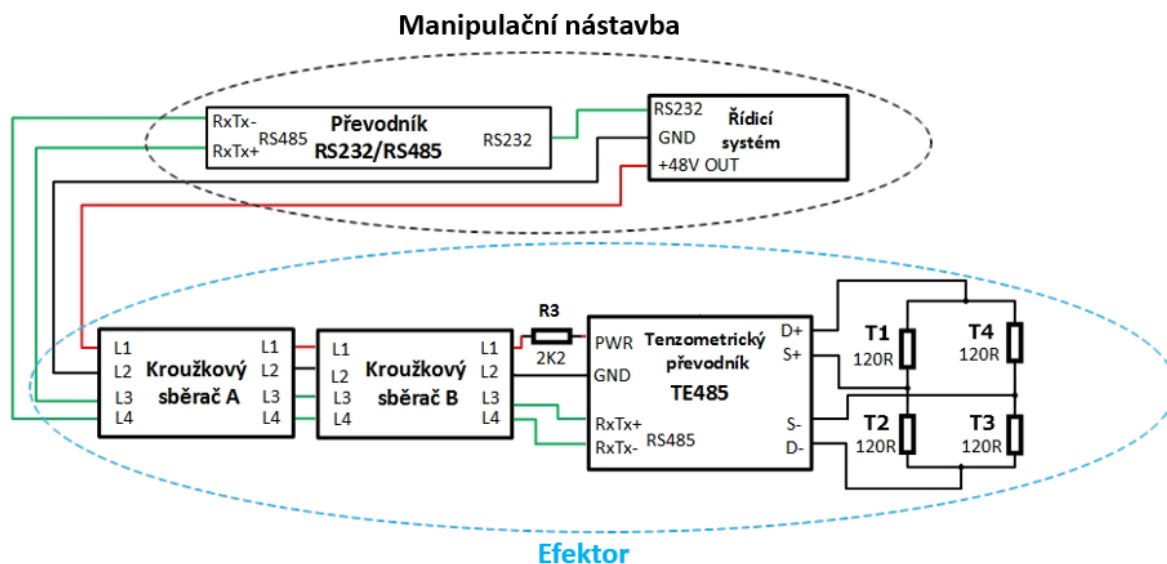 Manipulační nástavba
RxTx-
RxTx+
RS485
Převodník
RS232/RS485
RS232
RS232
GND
+48V OUT
Řídicí
systém
L1
L2
L3
L4
Kroužkový
sběrač A
L1
L2
L3
L4
L1
L2
L3
L4
Kroužkový
sběrač B
L1
L2
L3
L4
R3
2K2
PWR
GND
RxTx+
RxTx-
RS485
Tenzometrický
převodník
TE485
D+
S+
S-
D-
T1
120R
T4
120R
T2
120R
T3
120R
Efektor